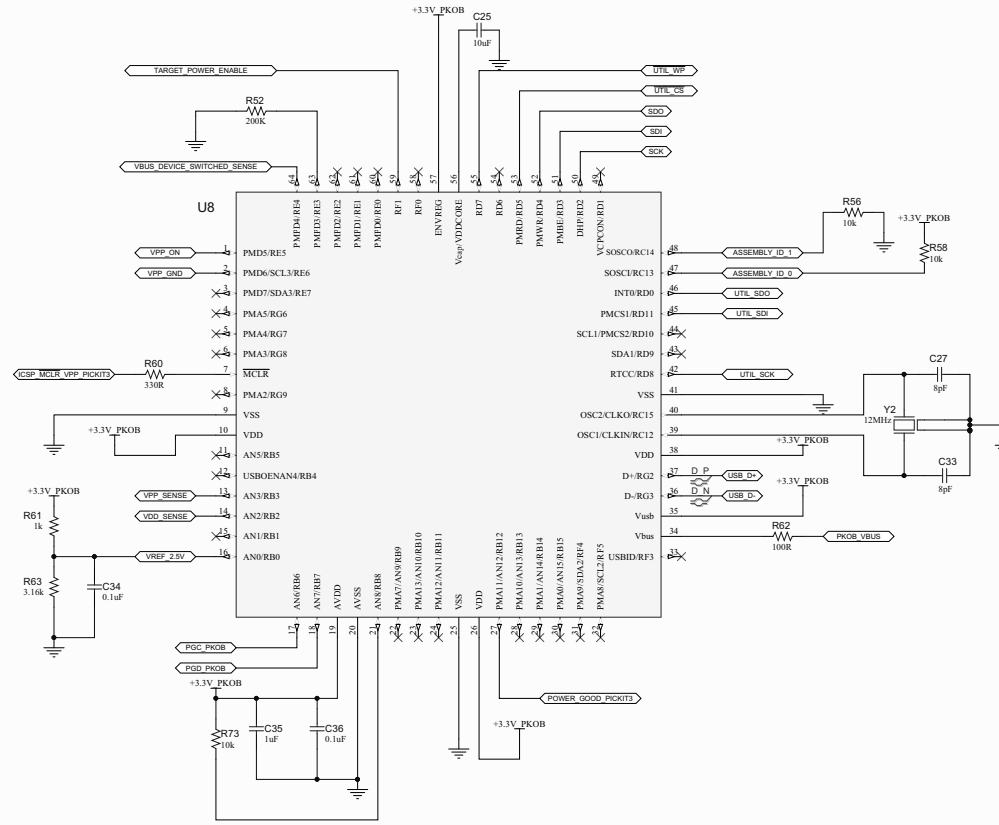 +3.3V_PKOB
C25
10uF
TARGET_POWER_ENABLE
UTIL_WP
UTIL_CS
R52
200K
SDO
SDI
SCK
VBUS_DEVICE_SWITCHED_SENSE
64
63
62
61
60
59
58
57
56
55
54
53
52
51
50
49
U8
PMFD4/RE4
PMFD3/RE3
PMFD2/RE2
PMFD1/RE1
PMFD0/RE0
RF1
RF0
ENVREG
Vcap/VDDCORE
RD7
RD6
PMRD/RD5
PMWR/RD4
PMBE/RD3
DHP/RD2
VCPCON/RD1
R56
10k
+3.3V_PKOB
R58
10k
VPP_ON
1
PMD5/RE5
SOSCO/RC14
48
ASSEMBLY_ID_1
VPP_GND
2
PMD6/SCL3/RE6
SOSCI/RC13
47
ASSEMBLY_ID_0
3
PMD7/SDA3/RE7
INT0/RD0
46
UTIL_SDO
4
PMA5/RG6
PMCS1/RD11
45
UTIL_SDI
5
PMA4/RG7
SCL1/PMCS2/RD10
44
6
PMA3/RG8
SDA1/RD9
43
ICSP_MCLR_VPP_PICKIT3
R60
330R
7
MCLR
RTCC/RD8
42
UTIL_SCK
C27
8pF
8
PMA2/RG9
VSS
41
9
VSS
OSC2/CLKO/RC15
40
Y2
12MHz
+3.3V_PKOB
10
VDD
OSC1/CLKIN/RC12
39
11
AN5/RB5
VDD
38
+3.3V_PKOB
C33
8pF
12
USBOENAN4/RB4
D+/RG2
37
D_P
USB_D+
+3.3V_PKOB
VPP_SENSE
13
AN3/RB3
D-/RG3
36
D_N
USB_D-
+3.3V_PKOB
R61
1k
VDD_SENSE
14
AN2/RB2
Vusb
35
15
AN1/RB1
Vbus
34
R62
100R
PKOB_VBUS
VREF_2.5V
16
AN0/RB0
USBID/RF3
33
R63
3.16k
C34
0.1uF
AN6/RB6
AN7/RB7
AVDD
AVSS
AN8/RB8
PMA7/AN9/RB9
PMA13/AN10/RB10
PMA12/AN11/RB11
VSS
VDD
PMA11/AN12/RB12
PMA10/AN13/RB13
PMA1/AN14/RB14
PMA0/AN15/RB15
PMA9/SDA2/RF4
PMA8/SCL2/RF5
17
18
19
20
21
22
23
24
25
26
27
28
29
30
31
32
PGC_PKOB
PGD_PKOB
+3.3V_PKOB
POWER_GOOD_PICKIT3
R73
10k
C35
1uF
C36
0.1uF
+3.3V_PKOB